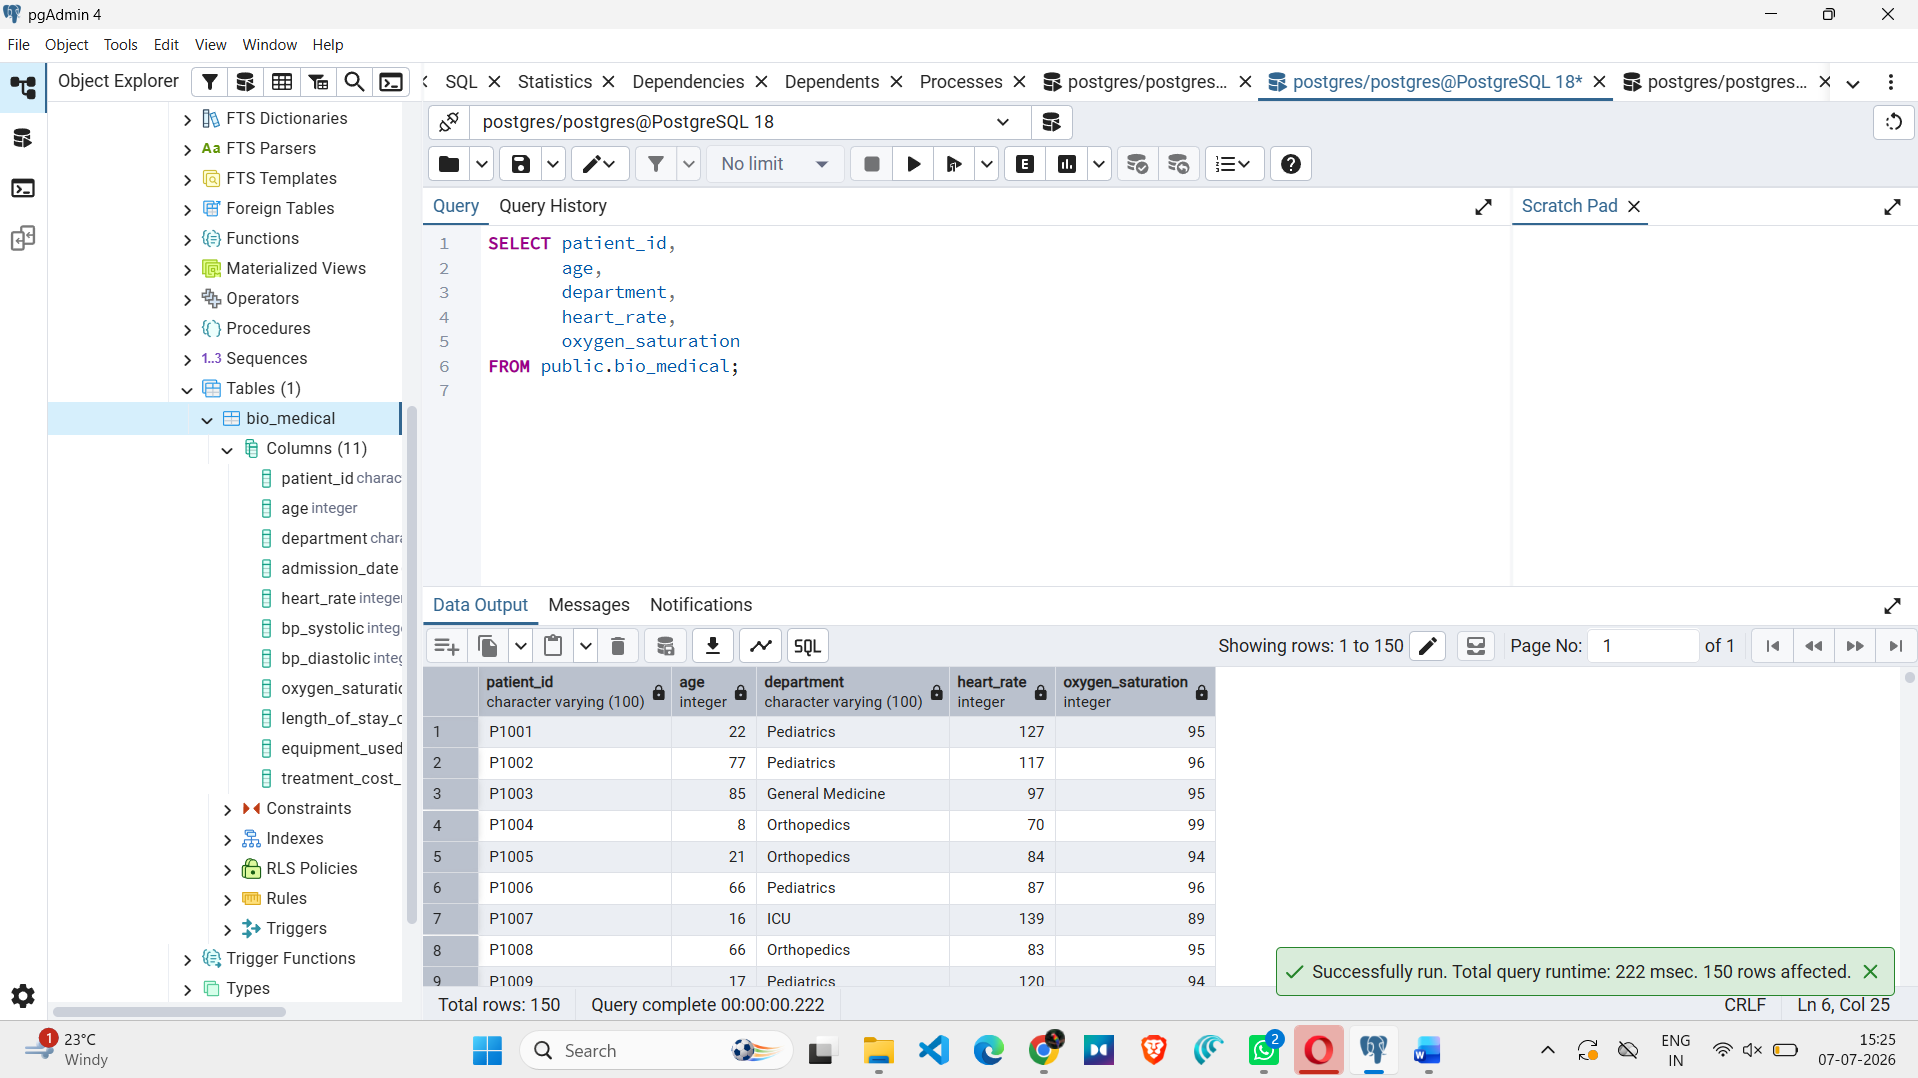 pgAdmin 4
File Object Tools Edit View Window Help
Object Explorer
SQL Statistics Dependencies Dependents Processes postgres/postgres... postgres/postgres@PostgreSQL 18* postgres/postgres...
postgres/postgres@PostgreSQL 18
No limit
Query Query History
Scratch Pad
1 SELECT patient_id,
2 age,
3 department,
4 heart_rate,
5 oxygen_saturation
6 FROM public.bio_medical;
7
FTS Dictionaries
Aa FTS Parsers
FTS Templates
Foreign Tables
Functions
Materialized Views
Operators
Procedures
1..3 Sequences
Tables (1)
bio_medical
Columns (11)
patient_id charac
age integer
department chara
admission_date
heart_rate intege
bp_systolic integ
bp_diastolic integ
oxygen_saturatio
length_of_stay_d
equipment_used
treatment_cost_
Constraints
Indexes
RLS Policies
Rules
Triggers
Trigger Functions
Types
Data Output Messages Notifications
SQL
Showing rows: 1 to 150
Page No: 1 of 1
patient_id age department heart_rate oxygen_saturation
character varying (100) integer character varying (100) integer integer
1 P1001 22 Pediatrics 127 95
2 P1002 77 Pediatrics 117 96
3 P1003 85 General Medicine 97 95
4 P1004 8 Orthopedics 70 99
5 P1005 21 Orthopedics 84 94
6 P1006 66 Pediatrics 87 96
7 P1007 16 ICU 139 89
8 P1008 66 Orthopedics 83 95
9 P1009 17 Pediatrics 120 94
Successfully run. Total query runtime: 222 msec. 150 rows affected.
Total rows: 150 Query complete 00:00:00.222
CRLF Ln 6, Col 25
1
23°C
Windy
Search
2
ENG
IN
15:25
07-07-2026